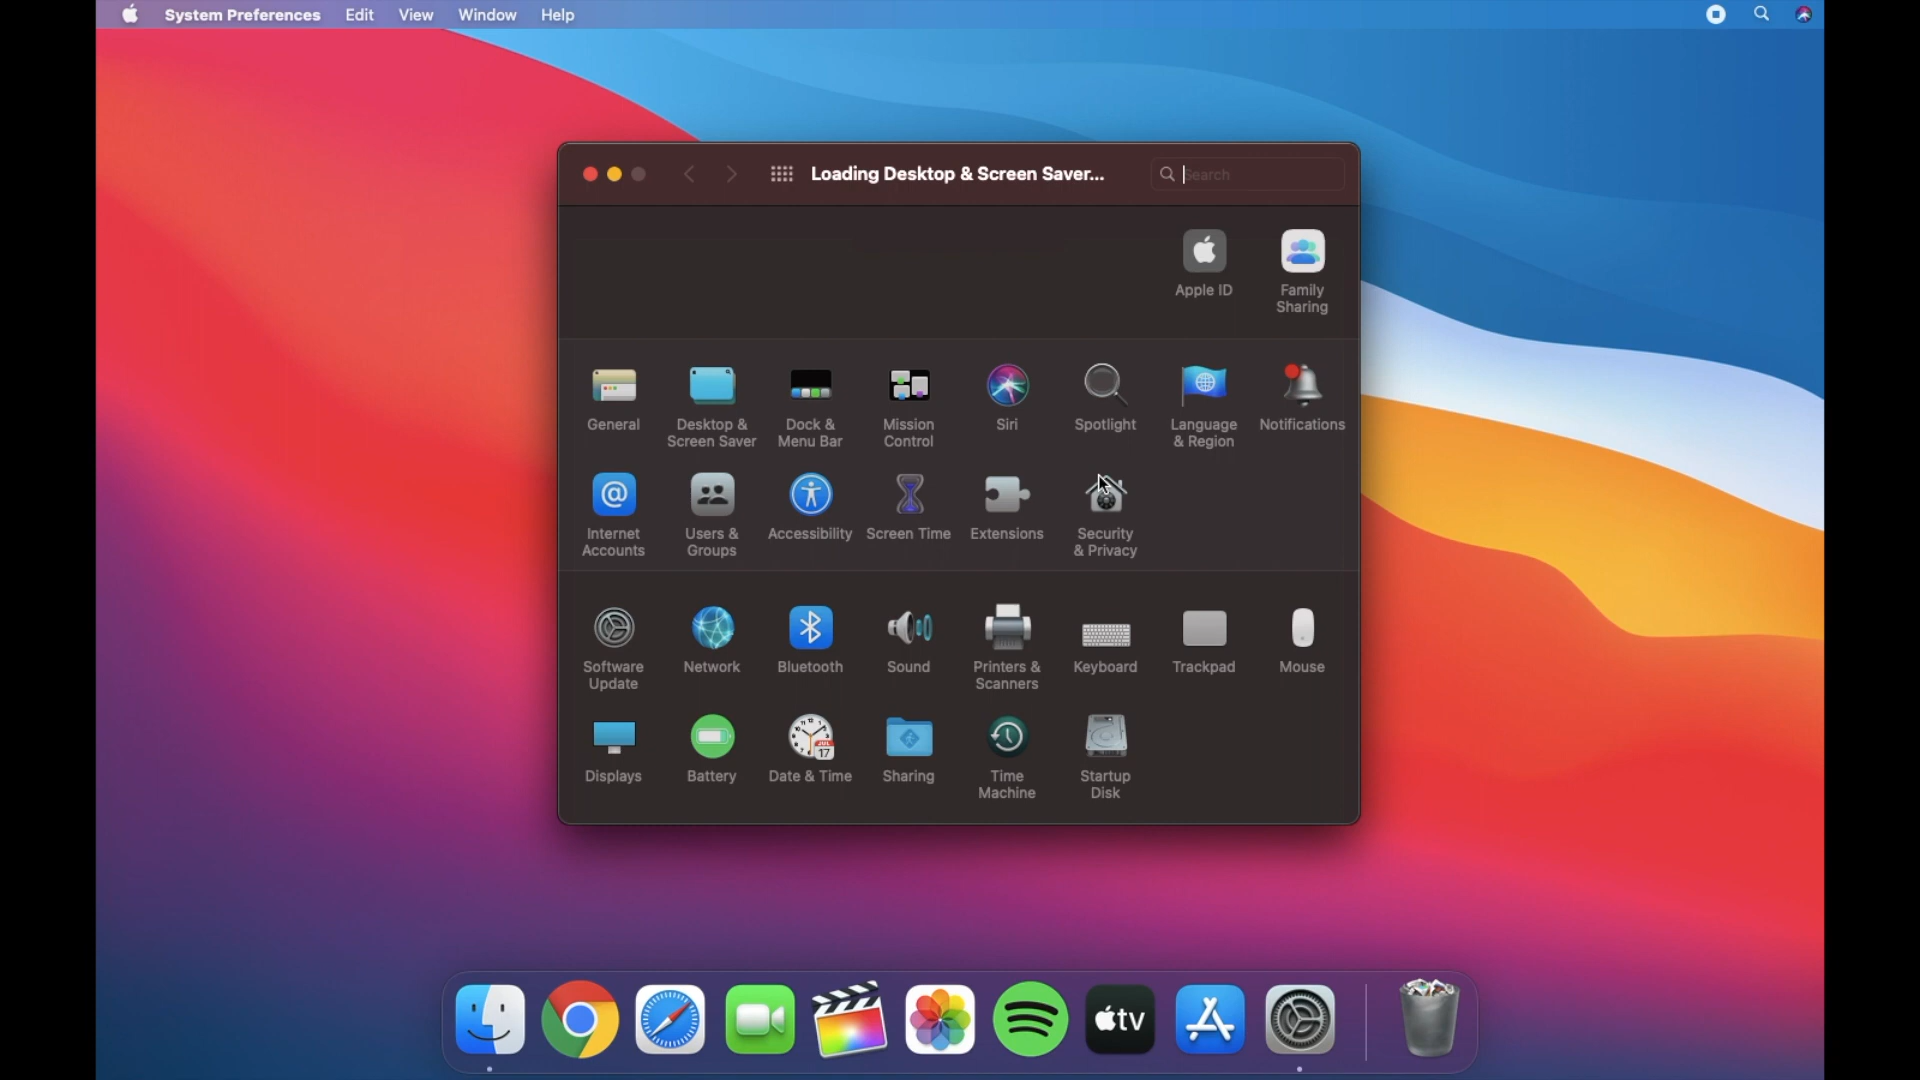 System Preferences Edit View Window Help
Loading Desktop & Screen Saver...
Search
Apple ID
Family
Sharing
General
Desktop &
Screen Saver
Dock &
Menu Bar
Mission
Control
Siri
Spotlight
Language
& Region
Notifications
@
Internet
Accounts
Users &
Groups
Accessibility
Screen Time
Extensions
Security
& Privacy
Software
Update
Network
Bluetooth
Sound
Printers &
Scanners
Keyboard
Trackpad
Mouse
Displays
Battery
JUL
17
Date & Time
Sharing
Time
Machine
Startup
Disk
tv